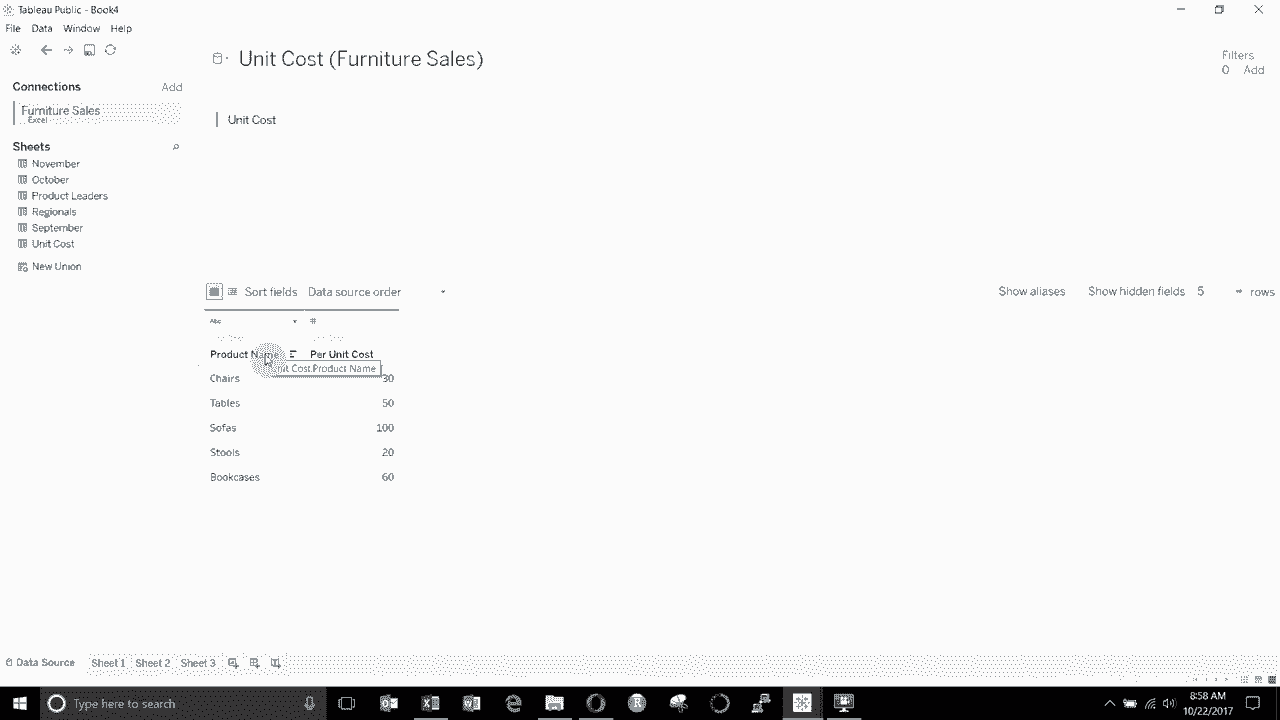 Tableau Public - Book4
File Data Window Help
Unit Cost (Furniture Sales)
Filters
0 Add
Connections Add
Furniture Sales
Excel
Unit Cost
Sheets
November
October
Product Leaders
Regionals
September
Unit Cost
New Union
Sort fields Data source order
Show aliases Show hidden fields 5 rows
Abc #
Product Name Per Unit Cost
Cost.Product Name
Chairs 30
Tables 50
Sofas 100
Stools 20
Bookcases 60
Data Source Sheet 1 Sheet 2 Sheet 3
Type here to search
8:58 AM
10/22/2017